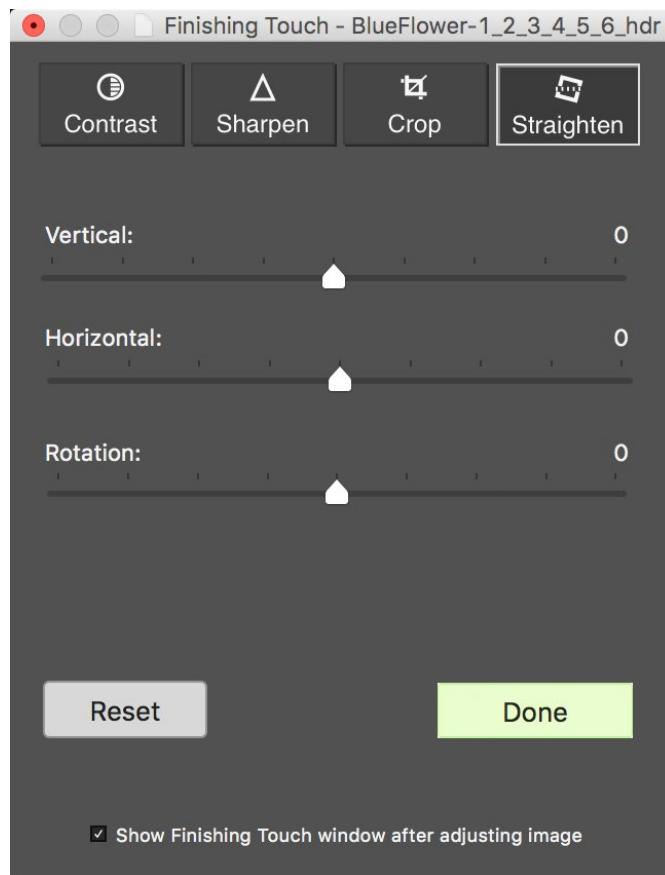 Finishing Touch - BlueFlower-1_2_3_4_5_6_hdr
Contrast Sharpen Crop Straighten
Vertical: 0
Horizontal: 0
Rotation: 0
Reset Done
Show Finishing Touch window after adjusting image